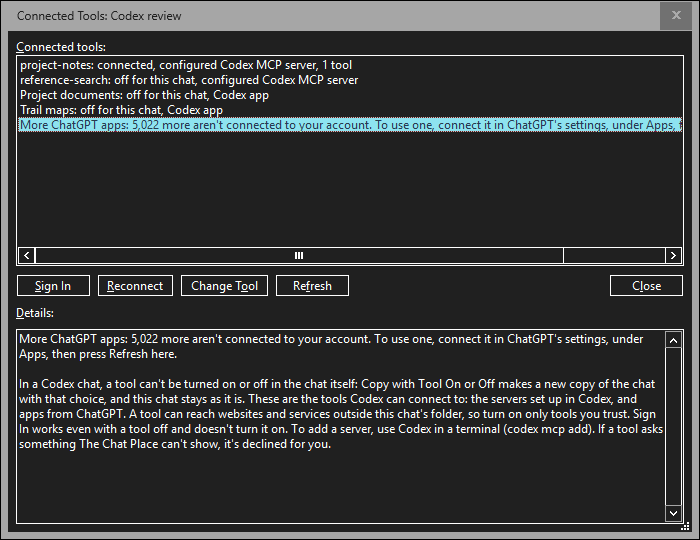 Connected Tools: Codex review
Connected tools:
project-notes: connected, configured Codex MCP server, 1 tool
reference-search: off for this chat, configured Codex MCP server
Project documents: off for this chat, Codex app
Trail maps: off for this chat, Codex app
More ChatGPT apps: 5,022 more aren't connected to your account. To use one, connect it in ChatGPT's settings, under Apps,
Sign In
Reconnect
Change Tool
Refresh
Close
Details:
More ChatGPT apps: 5,022 more aren't connected to your account. To use one, connect it in ChatGPT's settings, under
Apps, then press Refresh here.
In a Codex chat, a tool can't be turned on or off in the chat itself: Copy with Tool On or Off makes a new copy of the chat
with that choice, and this chat stays as it is. These are the tools Codex can connect to: the servers set up in Codex, and
apps from ChatGPT. A tool can reach websites and services outside this chat's folder, so turn on only tools you trust. Sign
In works even with a tool off and doesn't turn it on. To add a server, use Codex in a terminal (codex mcp add). If a tool asks
something The Chat Place can't show, it's declined for you.